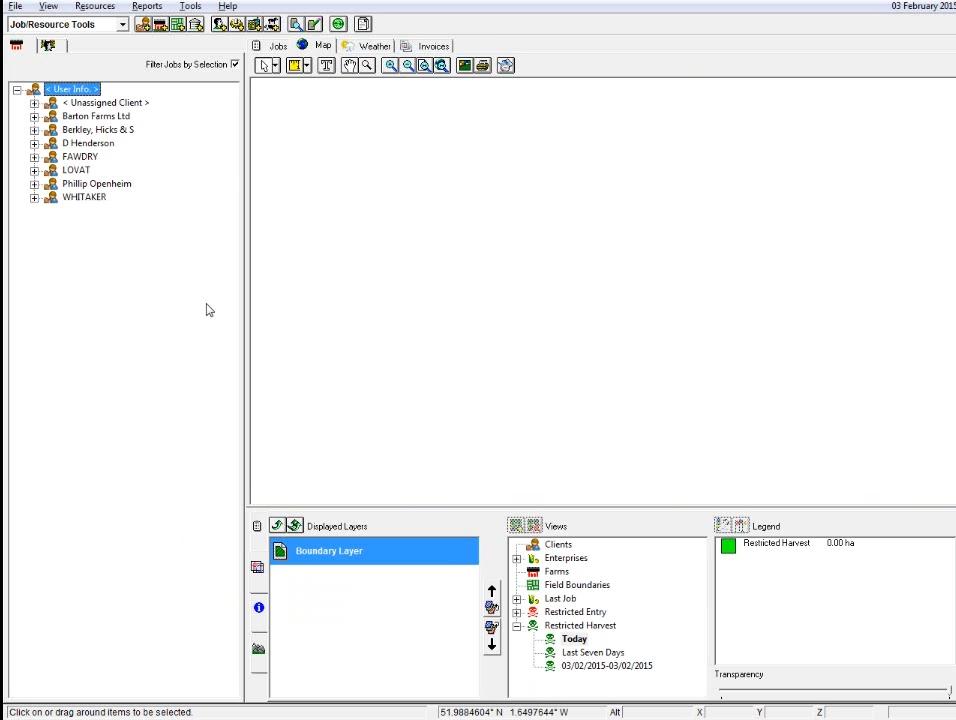 File View Resources Reports Tools Help 03 February 2015
Job/Resource Tools
Jobs Map Weather Invoices
Filter Jobs by Selection
< User Info. >
< Unassigned Client >
Barton Farms Ltd
Berkley, Hicks & S
D Henderson
FAWDRY
LOVAT
Phillip Openheim
WHITAKER
Displayed Layers
Boundary Layer
Views
Clients
Enterprises
Farms
Field Boundaries
Last Job
Restricted Entry
Restricted Harvest
Today
Last Seven Days
03/02/2015-03/02/2015
Legend
Restricted Harvest 0.00 ha
Transparency
Click on or drag around items to be selected. 51.9884604° N 1.6497644° W Alt X Y Z